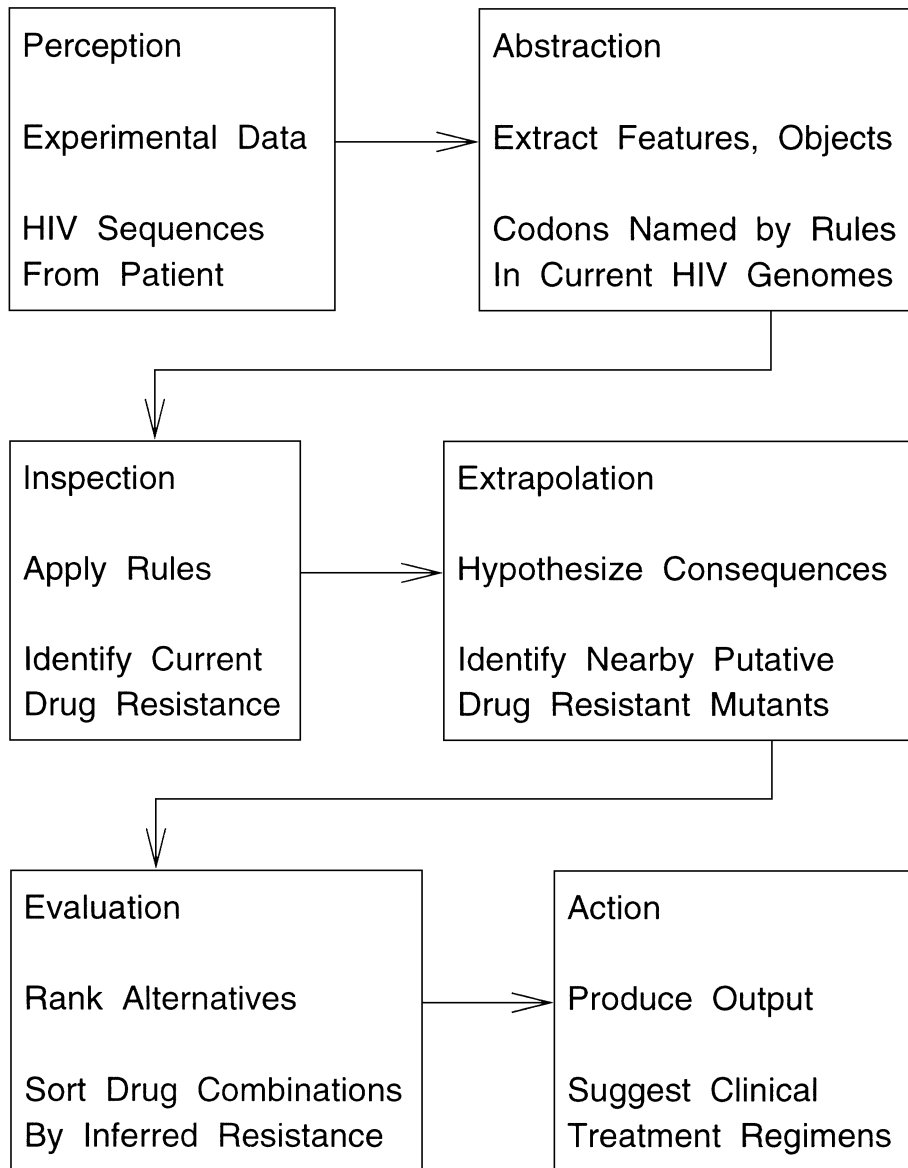 Perception
Experimental Data
HIV Sequences
From Patient
Abstraction
Extract Features, Objects
Codons Named by Rules
In Current HIV Genomes
Inspection
Apply Rules
Identify Current
Drug Resistance
Extrapolation
Hypothesize Consequences
Identify Nearby Putative
Drug Resistant Mutants
Evaluation
Rank Alternatives
Sort Drug Combinations
By Inferred Resistance
Action
Produce Output
Suggest Clinical
Treatment Regimens